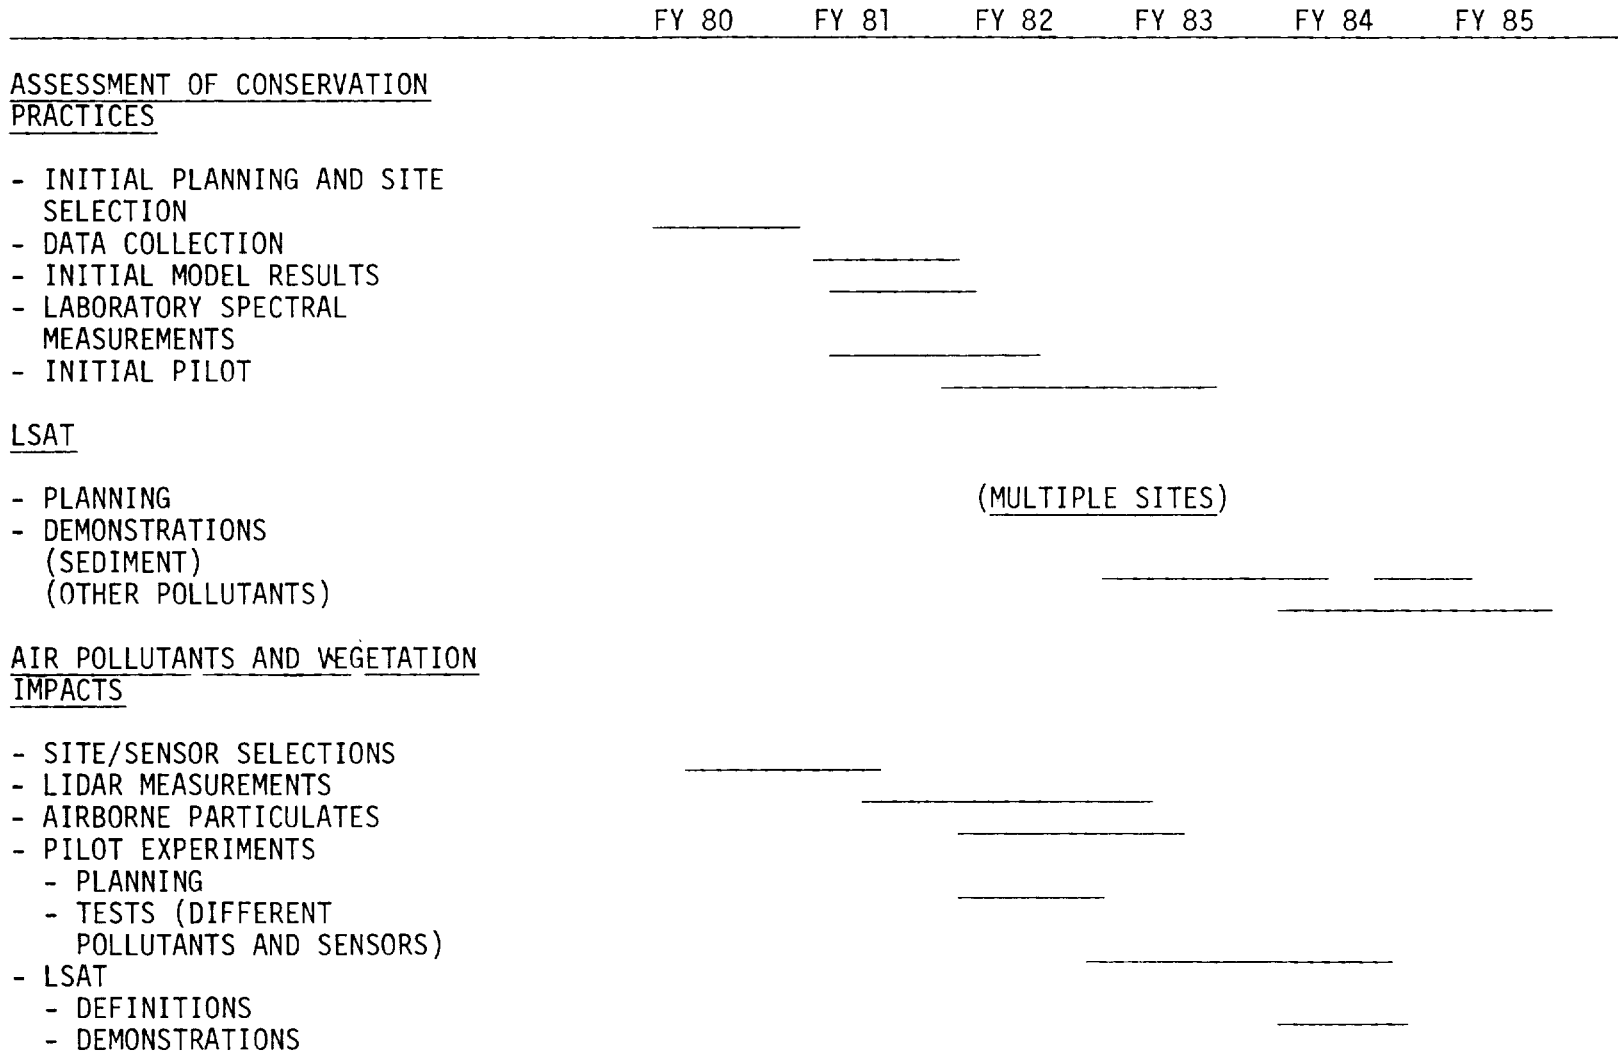 FY 80 FY 81 FY 82 FY 83 FY 84 FY 85
ASSESSMENT OF CONSERVATION
PRACTICES
- INITIAL PLANNING AND SITE
SELECTION
- DATA COLLECTION
- INITIAL MODEL RESULTS
- LABORATORY SPECTRAL
MEASUREMENTS
- INITIAL PILOT
LSAT
- PLANNING (MULTIPLE SITES)
- DEMONSTRATIONS
(SEDIMENT)
(OTHER POLLUTANTS)
AIR POLLUTANTS AND VEGETATION
IMPACTS
- SITE/SENSOR SELECTIONS
- LIDAR MEASUREMENTS
- AIRBORNE PARTICULATES
- PILOT EXPERIMENTS
- PLANNING
- TESTS (DIFFERENT
POLLUTANTS AND SENSORS)
- LSAT
- DEFINITIONS
- DEMONSTRATIONS